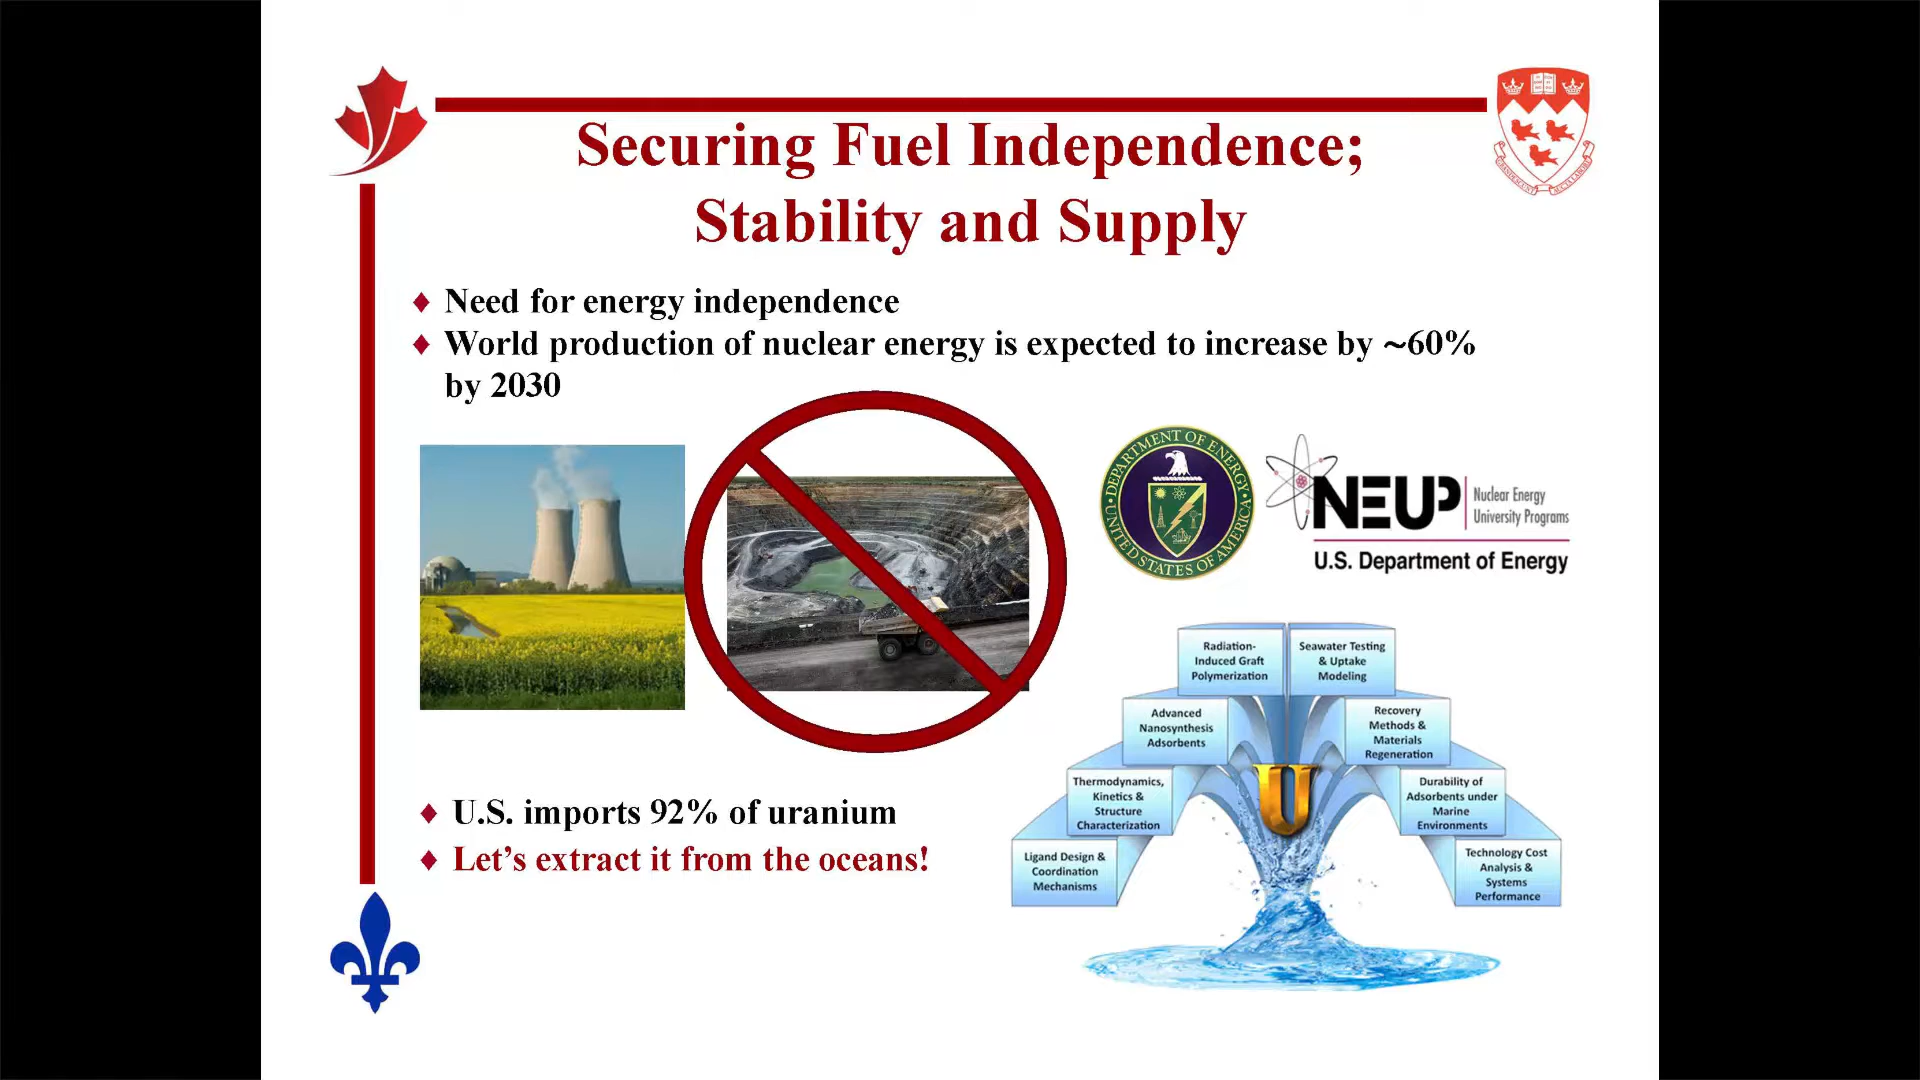 Securing Fuel Independence;
Stability and Supply
♦ Need for energy independence
♦ World production of nuclear energy is expected to increase by ~60%
by 2030
DEPARTMENT OF ENERGY
UNITED STATES OF AMERICA
NEUP
Nuclear Energy
University Programs
U.S. Department of Energy
♦ U.S. imports 92% of uranium
♦ Let's extract it from the oceans!
Radiation-
Induced Graft
Polymerization
Seawater Testing
& Uptake
Modeling
Advanced
Nanosynthesis
Adsorbents
Recovery
Methods &
Materials
Regeneration
Thermodynamics,
Kinetics &
Structure
Characterization
U
Durability of
Adsorbents under
Marine
Environments
Ligand Design &
Coordination
Mechanisms
Technology Cost
Analysis &
Systems
Performance